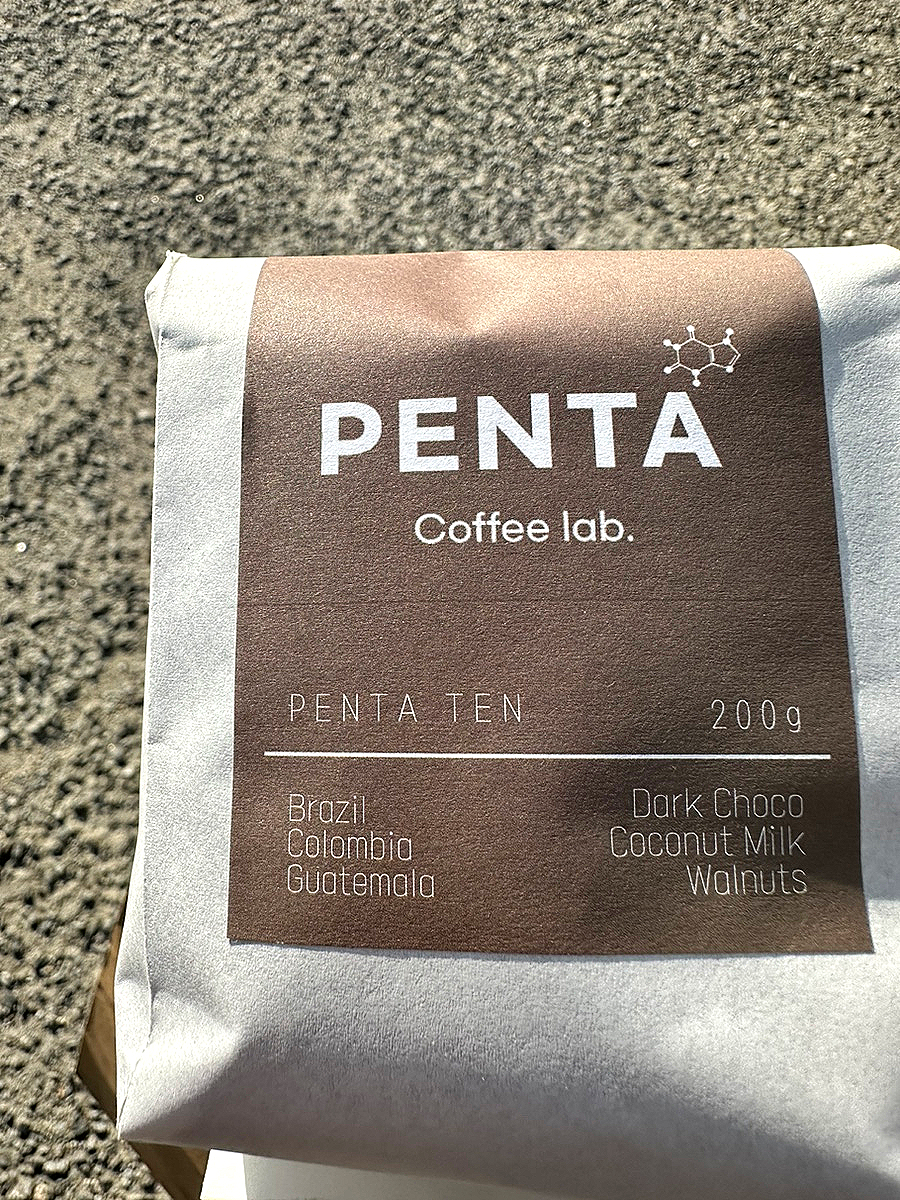 PENTA
Coffee lab.
PENTA TEN
200g
Brazil
Colombia
Guatemala
Dark Choco
Coconut Milk
Walnuts